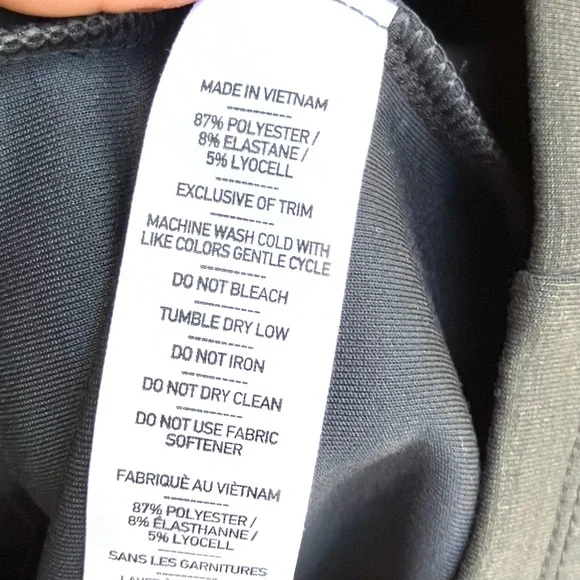 MADE IN VIETNAM
87% POLYESTER /
8% ELASTANE /
5% LYOCELL
EXCLUSIVE OF TRIM
MACHINE WASH COLD WITH
LIKE COLORS GENTLE CYCLE
DO NOT BLEACH
TUMBLE DRY LOW
DO NOT IRON
DO NOT DRY CLEAN
DO NOT USE FABRIC
SOFTENER
FABRIQUÈ AU VIÈTNAM
87% POLYESTER /
8% ÉLASTHANNE /
5% LYOCELL
SANS LES GARNITURES